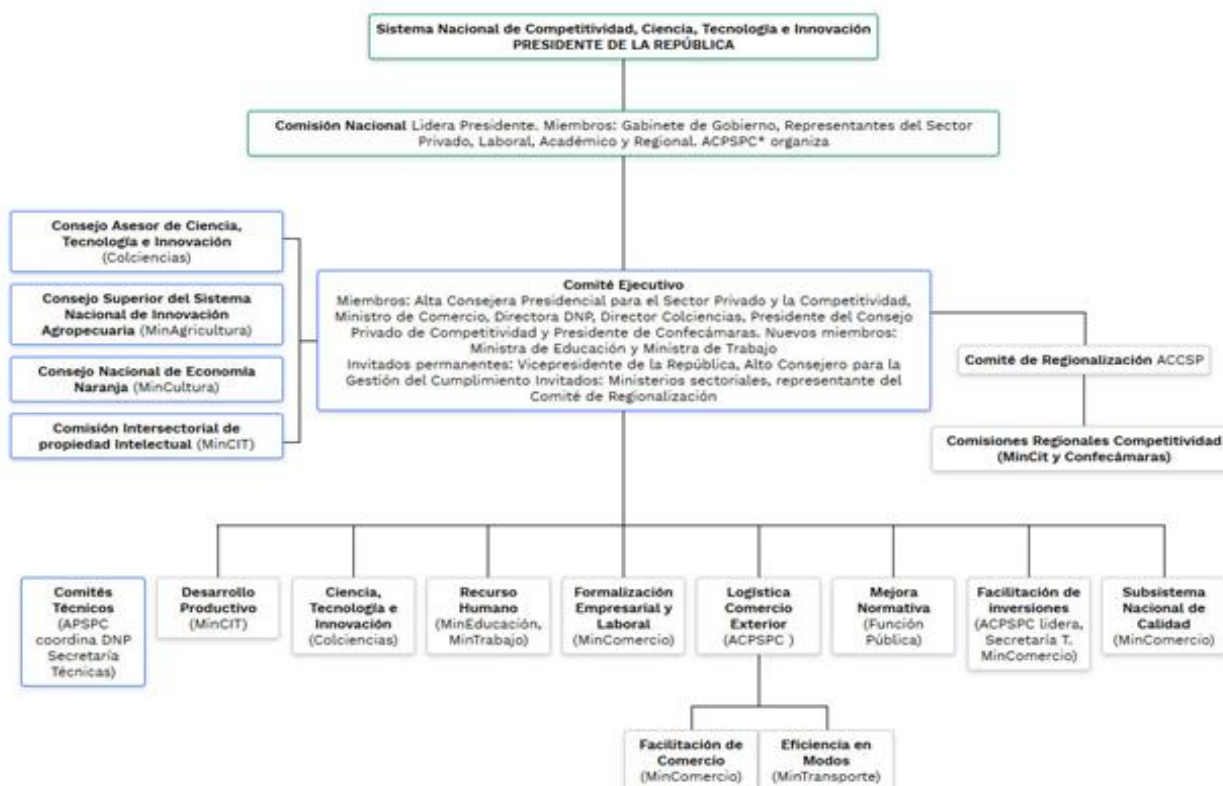 Sistema Nacional de Competitividad, Ciencia, Tecnología e Innovación
PRESIDENTE DE LA REPÚBLICA
Comisión Nacional Lidera Presidente. Miembros: Gabinete de Gobierno, Representantes del Sector
Privado, Laboral, Académico y Regional. ACPSPC* organiza
Consejo Asesor de Ciencia,
Tecnología e Innovación
(Colciencias)
Consejo Superior del Sistema
Nacional de Innovación
Agropecuaria (MinAgricultura)
Consejo Nacional de Economía
Naranja (MinCultura)
Comisión Intersectorial de
propiedad Intelectual (MinCIT)
Comité Ejecutivo
Miembros: Alta Consejera Presidencial para el Sector Privado y la Competitividad,
Ministro de Comercio, Directora DNP, Director Colciencias, Presidente del Consejo
Privado de Competitividad y Presidente de Confecámaras. Nuevos miembros:
Ministra de Educación y Ministra de Trabajo
Invitados permanentes: Vicepresidente de la República, Alto Consejero para la
Gestión del Cumplimiento Invitados: Ministerios sectoriales, representante del
Comité de Regionalización
Comité de Regionalización ACCSP
Comisiones Regionales Competitividad
(MinCit y Confecámaras)
Comités
Técnicos
(APSPC
coordina DNP
Secretaría
Técnicas)
Desarrollo
Productivo
(MinCIT)
Ciencia,
Tecnología e
Innovación
(Colciencias)
Recurso
Humano
(MinEducación,
MinTrabajo)
Formalización
Empresarial y
Laboral
(MinComercio)
Logística
Comercio
Exterior
(ACPSPC )
Mejora
Normativa
(Función
Pública)
Facilitación de
inversiones
(ACPSPC lidera,
Secretaría T.
MinComercio)
Subsistema
Nacional de
Calidad
(MinComercio)
Facilitación de
Comercio
(MinComercio)
Eficiencia en
Modos
(MinTransporte)